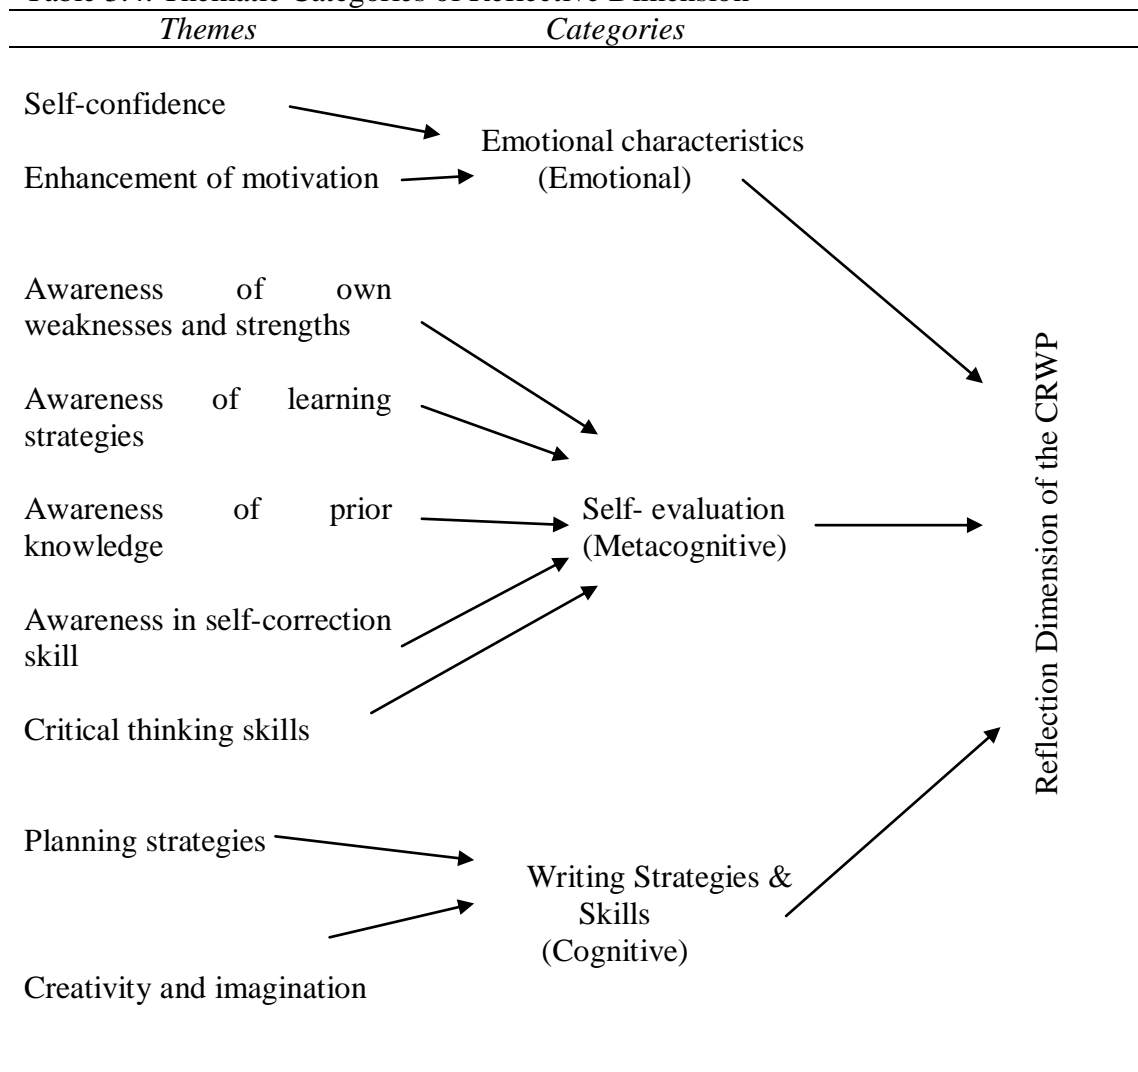 Themes Categories
Self-confidence
Emotional characteristics
Enhancement of motivation (Emotional)
Awareness of own
weaknesses and strengths
Awareness of learning
strategies
Awareness of prior
knowledge
Self- evaluation
(Metacognitive)
Awareness in self-correction
skill
Critical thinking skills
Planning strategies
Writing Strategies &
Skills
(Cognitive)
Creativity and imagination
Reflection Dimension of the CRWP